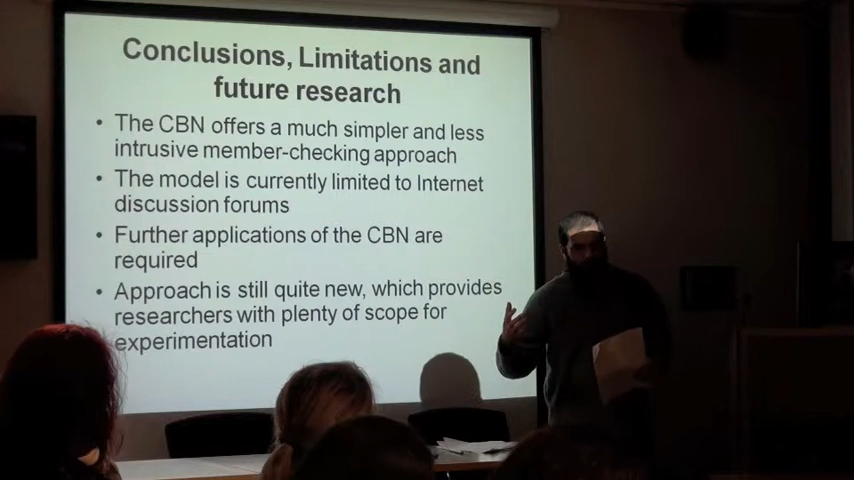 Conclusions, Limitations and
future research
• The CBN offers a much simpler and less
intrusive member-checking approach
• The model is currently limited to Internet
discussion forums
• Further applications of the CBN are
required
• Approach is still quite new, which provides
researchers with plenty of scope for
experimentation